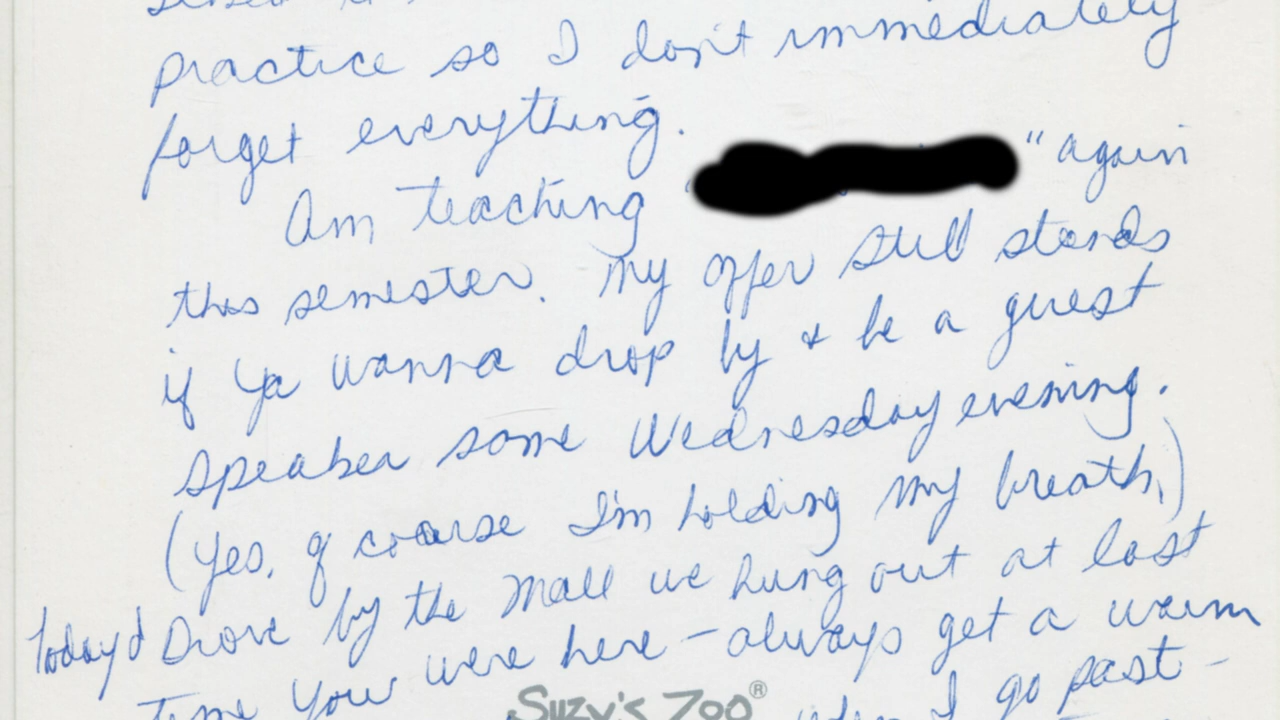 practice so I don't immediately
forget everything.
Am teaching " again
this semester. My offer still stands
if ya wanna drop by & be a guest
speaker some Wednesday evening.
(Yes, of course I'm holding my breath.)
Today I Drove by the mall we hung out at last
time you were here - always get a warm
when I go past -
Suzy's Zoo®